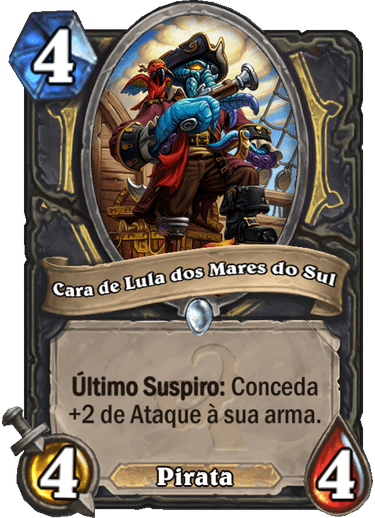 4
Cara de Lula dos Mares do Sul
Último Suspiro: Conceda
+2 de Ataque à sua arma.
4
Pirata
4